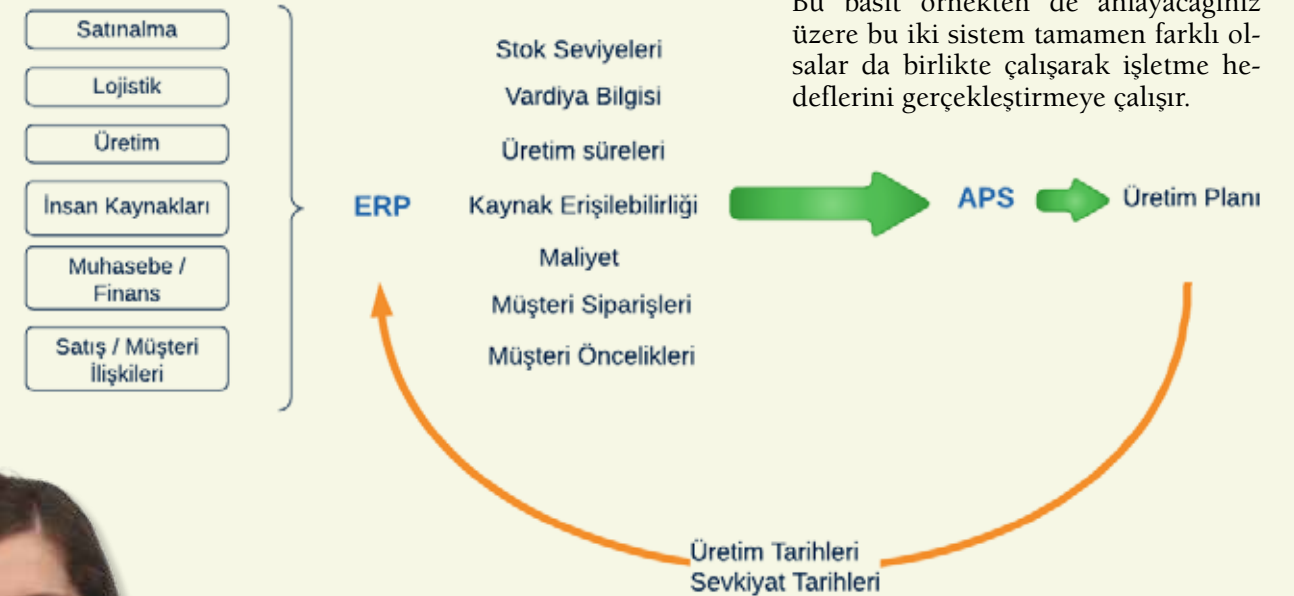 Satınalma
Lojistik
Üretim
İnsan Kaynakları
Muhasebe /
Finans
Satış / Müşteri
İlişkileri
ERP
Stok Seviyeleri
Vardiya Bilgisi
Üretim süreleri
Kaynak Erişilebilirliği
Maliyet
Müşteri Siparişleri
Müşteri Öncelikleri
APS
Üretim Planı
Üretim Tarihleri
Sevkiyat Tarihleri
Bu basit örnekten de anlayacağınız
üzere bu iki sistem tamamen farklı ol-
salar da birlikte çalışarak işletme he-
deflerini gerçekleştirmeye çalışır.